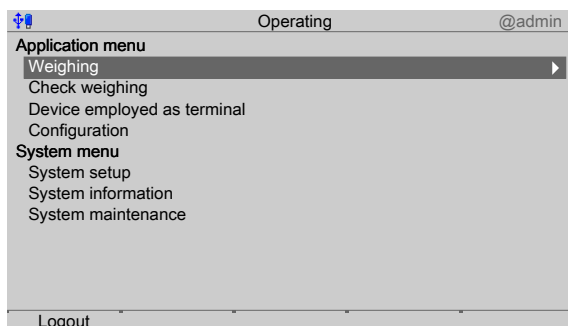 Operating @admin
Application menu
Weighing
Check weighing
Device employed as terminal
Configuration
System menu
System setup
System information
System maintenance
Logout